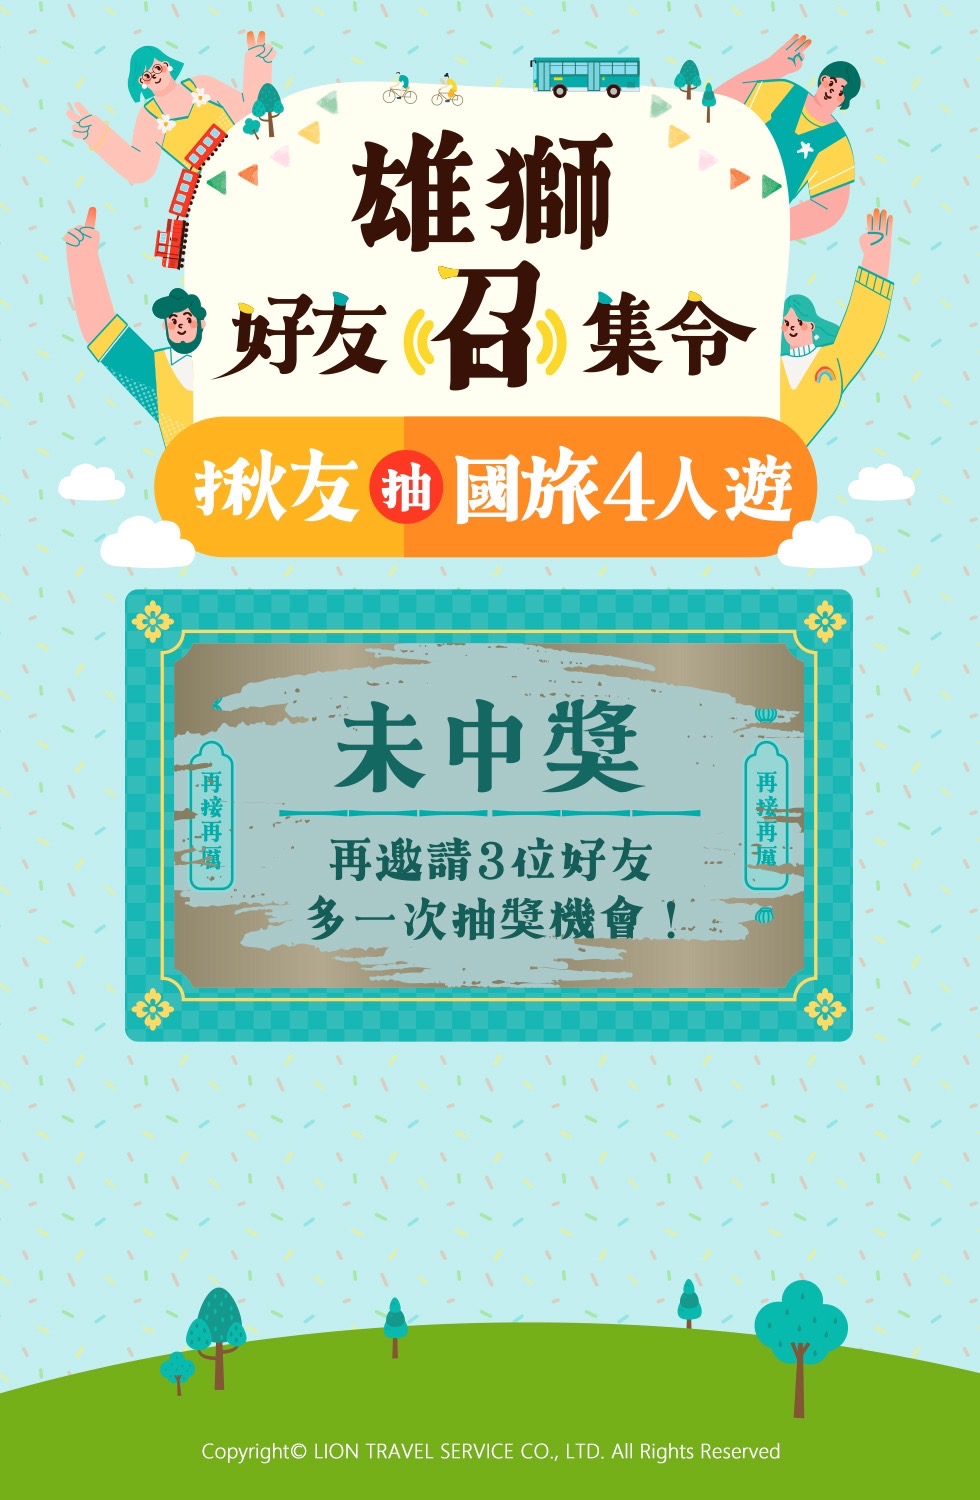 雄獅
好友召集令
揪友抽國旅4人遊
未中獎
再接再厲
再接再厲
再邀請3位好友
多一次抽獎機會！
Copyright© LION TRAVEL SERVICE CO., LTD. All Rights Reserved